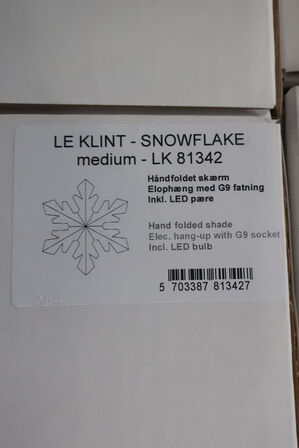 LE KLINT - SNOWFLAKE
medium - LK 81342
Håndfoldet skærm
Elophæng med G9 fatning
Inkl. LED pære
Hand folded shade
Elec. hang-up with G9 socket
Incl. LED bulb
5 703387 813427